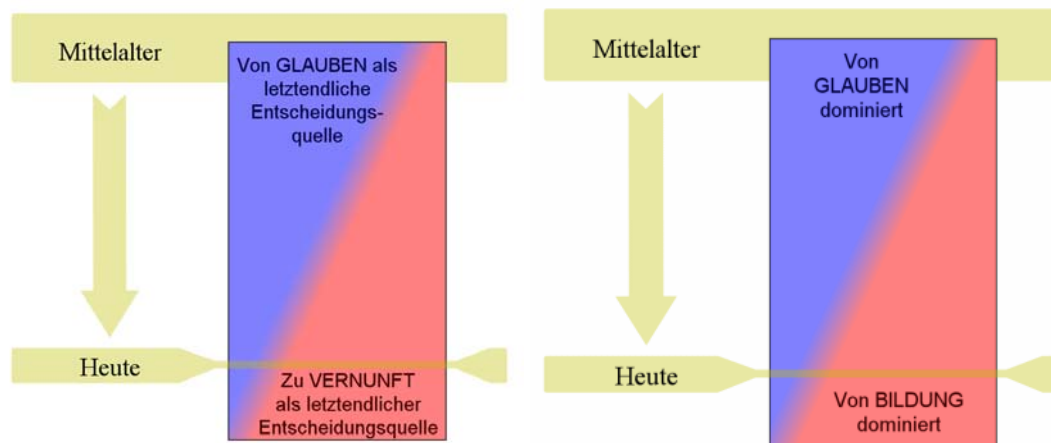 Mittelalter
Von GLAUBEN als
letztendliche
Entscheidungs-
quelle
Heute
Zu VERNUNFT
als letztendlicher
Entscheidungsquelle
Mittelalter
Von
GLAUBEN
dominiert
Heute
Von BILDUNG
dominiert